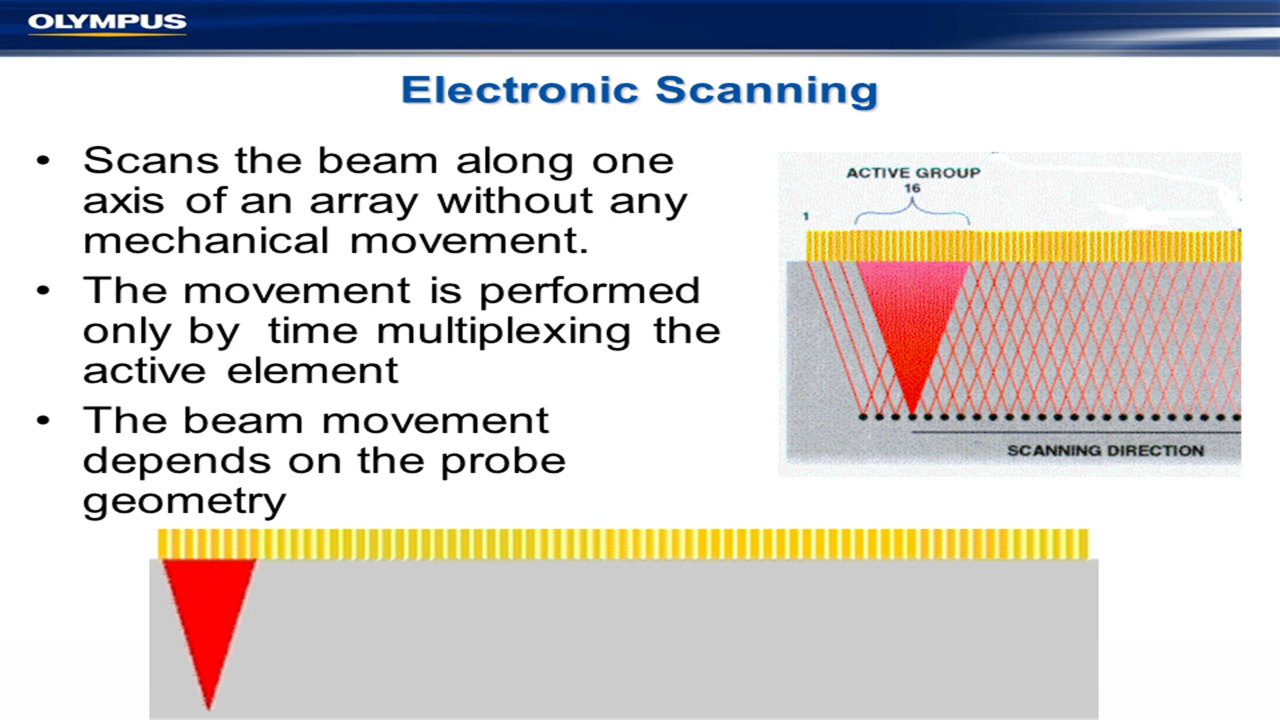 OLYMPUS
Electronic Scanning
• Scans the beam along one
axis of an array without any
mechanical movement.
• The movement is performed
only by time multiplexing the
active element
• The beam movement
depends on the probe
geometry
ACTIVE GROUP
16
1
SCANNING DIRECTION